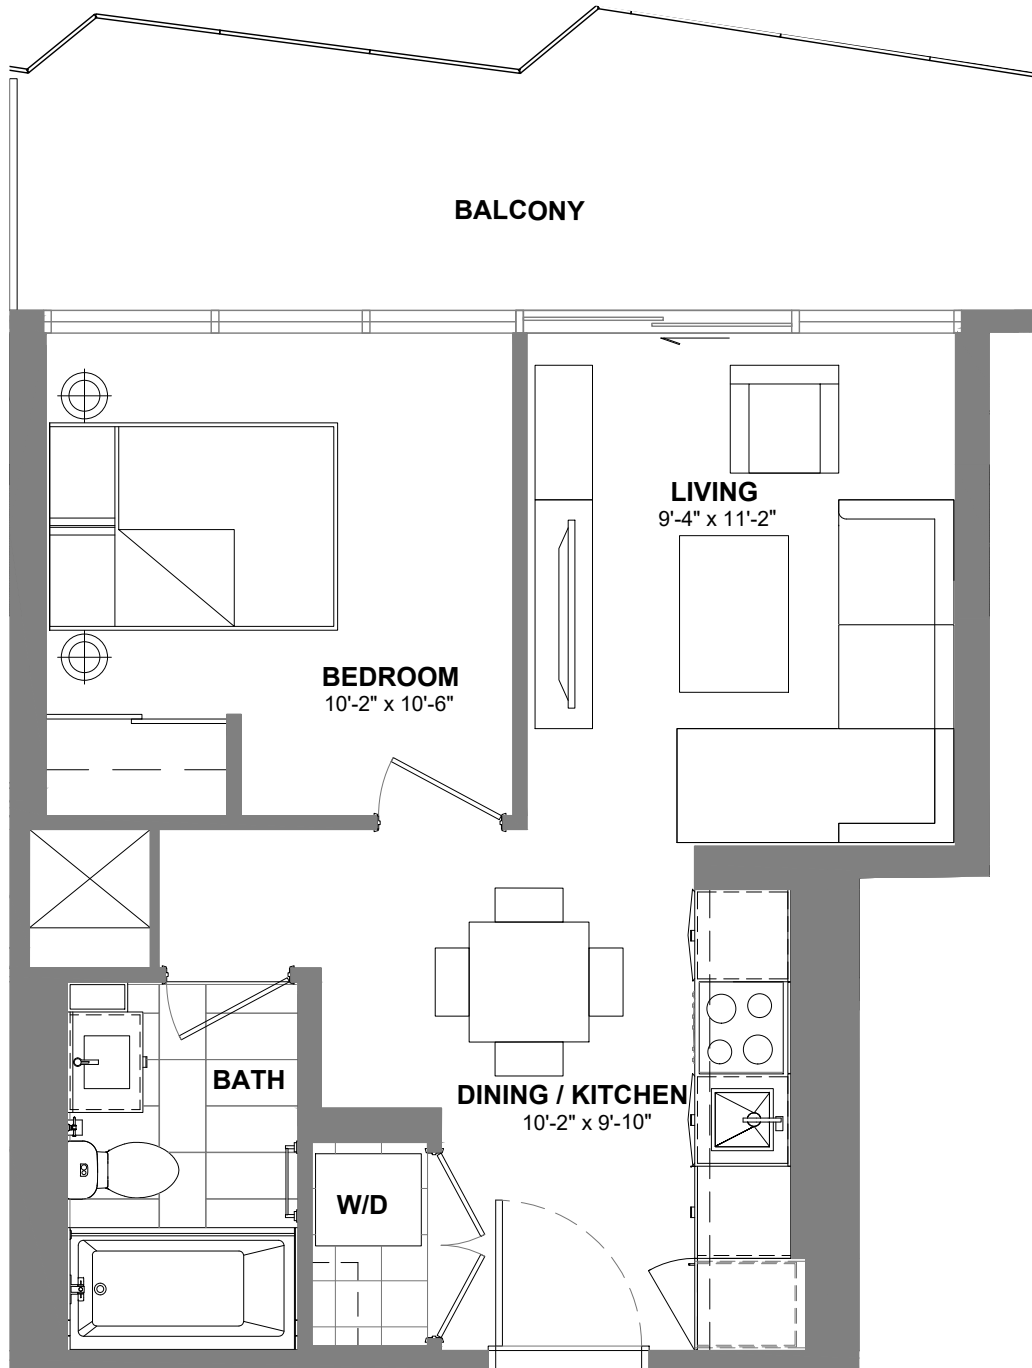 BALCONY
LIVING
9'-4" x 11'-2"
BEDROOM
10'-2" x 10'-6"
BATH
DINING / KITCHEN
10'-2" x 9'-10"
W/D